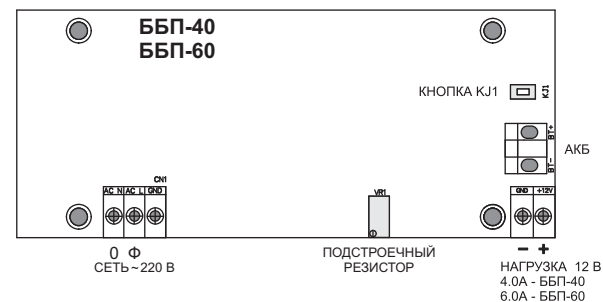 ББП-40
ББП-60
КНОПКА KJ1
KJ1
BT+
АКБ
BT−
CN1
AC N AC L GND
VR1
GND +12V
0 Ф
СЕТЬ ~ 220 В
ПОДСТРОЕЧНЫЙ
РЕЗИСТОР
− +
НАГРУЗКА 12 В
4.0А - ББП-40
6.0А - ББП-60